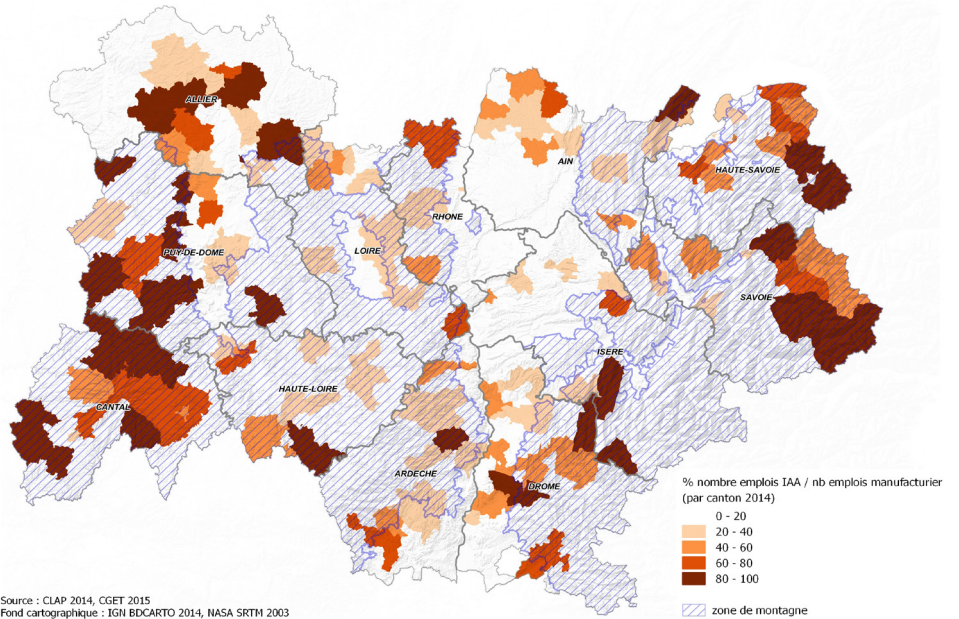 ALLIER
AIN
HAUTE-SAVOIE
RHONE
LOIRE
PUY-DE-DOME
SAVOIE
ISERE
HAUTE-LOIRE
CANTAL
ARDECHE
DROME
% nombre emplois IAA / nb emplois manufacturier
(par canton 2014)
0 - 20
20 - 40
40 - 60
60 - 80
80 - 100
zone de montagne
Source : CLAP 2014, CGET 2015
Fond cartographique : IGN BDCARTO 2014, NASA SRTM 2003